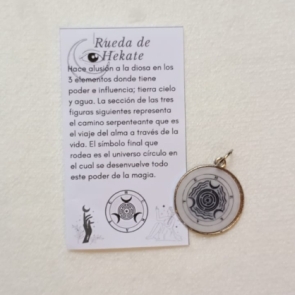 Rueda de
Hekate
Hace alusión a la diosa en los
3 elementos donde tiene
poder e influencia; tierra cielo
y agua. La sección de las tres
figuras siguientes representa
el camino serpenteante que es
el viaje del alma a través de la
vida. El símbolo final que
rodea es el universo círculo en
el cual se desenvuelve todo
este poder de la magia.